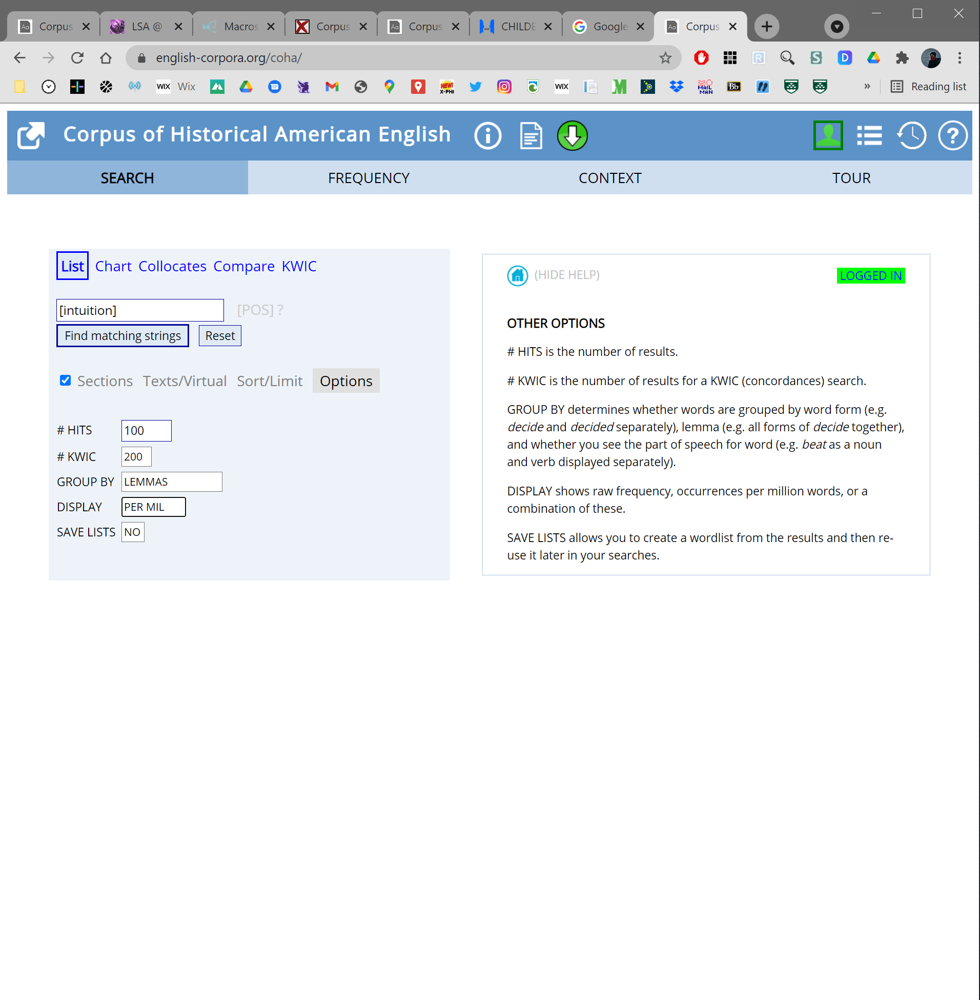 Corpus
LSA @
Macros
Corpus
Corpus
CHILDE
Google
Corpus
english-corpora.org/coha/
WIX Wix
NEW! X-PHI
WIX
MAIL MAN
Bb
» Reading list
Corpus of Historical American English
SEARCH FREQUENCY CONTEXT TOUR
List Chart Collocates Compare KWIC
[intuition] [POS] ?
Find matching strings Reset
Sections Texts/Virtual Sort/Limit Options
# HITS 100
# KWIC 200
GROUP BY LEMMAS
DISPLAY PER MIL
SAVE LISTS NO
(HIDE HELP) LOGGED IN
OTHER OPTIONS
# HITS is the number of results.
# KWIC is the number of results for a KWIC (concordances) search.
GROUP BY determines whether words are grouped by word form (e.g.
decide and decided separately), lemma (e.g. all forms of decide together),
and whether you see the part of speech for word (e.g. beat as a noun
and verb displayed separately).
DISPLAY shows raw frequency, occurrences per million words, or a
combination of these.
SAVE LISTS allows you to create a wordlist from the results and then re-
use it later in your searches.